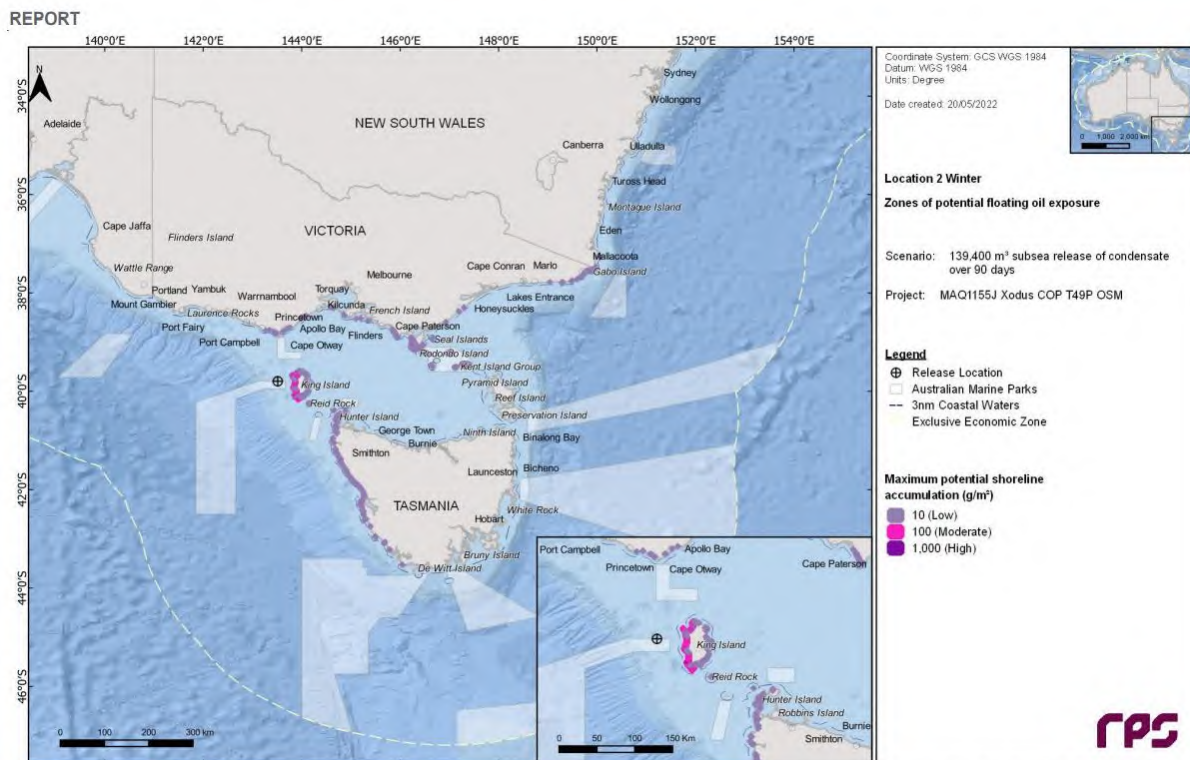 REPORT
140°0'E 142°0'E 144°0'E 146°0'E 148°0'E 150°0'E 152°0'E 154°0'E
34°0'S
36°0'S
38°0'S
40°0'S
42°0'S
44°0'S
46°0'S
N
Sydney
Wollongong
Adelaide
NEW SOUTH WALES
Canberra
Ulladulla
Tuross Head
Montague Island
Cape Jaffa
Flinders Island
VICTORIA
Eden
Mallacoota
Gabo Island
Wattle Range
Melbourne
Cape Conran
Marlo
Portland
Yambuk
Warrnambool
Torquay
Mount Gambier
Laurence Rocks
Kilcunda
French Island
Lakes Entrance
Honeysuckles
Port Fairy
Princetown
Apollo Bay
Flinders
Cape Paterson
Port Campbell
Cape Otway
Seal Islands
Rodondo Island
Kent Island Group
King Island
Pyramid Island
Reid Rock
Reef Island
Hunter Island
Preservation Island
George Town
Ninth Island
Burnie
Binalong Bay
Smithton
Launceston
Bicheno
TASMANIA
Hobart
White Rock
Bruny Island
De Witt Island
0 100 200 300 km
Port Campbell
Apollo Bay
Princetown
Cape Otway
Cape Paterson
King Island
Reid Rock
Hunter Island
Robbins Island
Burnie
Smithton
0 50 100 150 Km
Coordinate System: GCS WGS 1984
Datum: WGS 1984
Units: Degree
Date created: 20/05/2022
0 1,000 2,000 km
Location 2 Winter
Zones of potential floating oil exposure
Scenario: 139,400 m³ subsea release of condensate
over 90 days
Project: MAQ1155J Xodus COP T49P OSM
Legend
Release Location
Australian Marine Parks
3nm Coastal Waters
Exclusive Economic Zone
Maximum potential shoreline
accumulation (g/m²)
10 (Low)
100 (Moderate)
1,000 (High)
rps